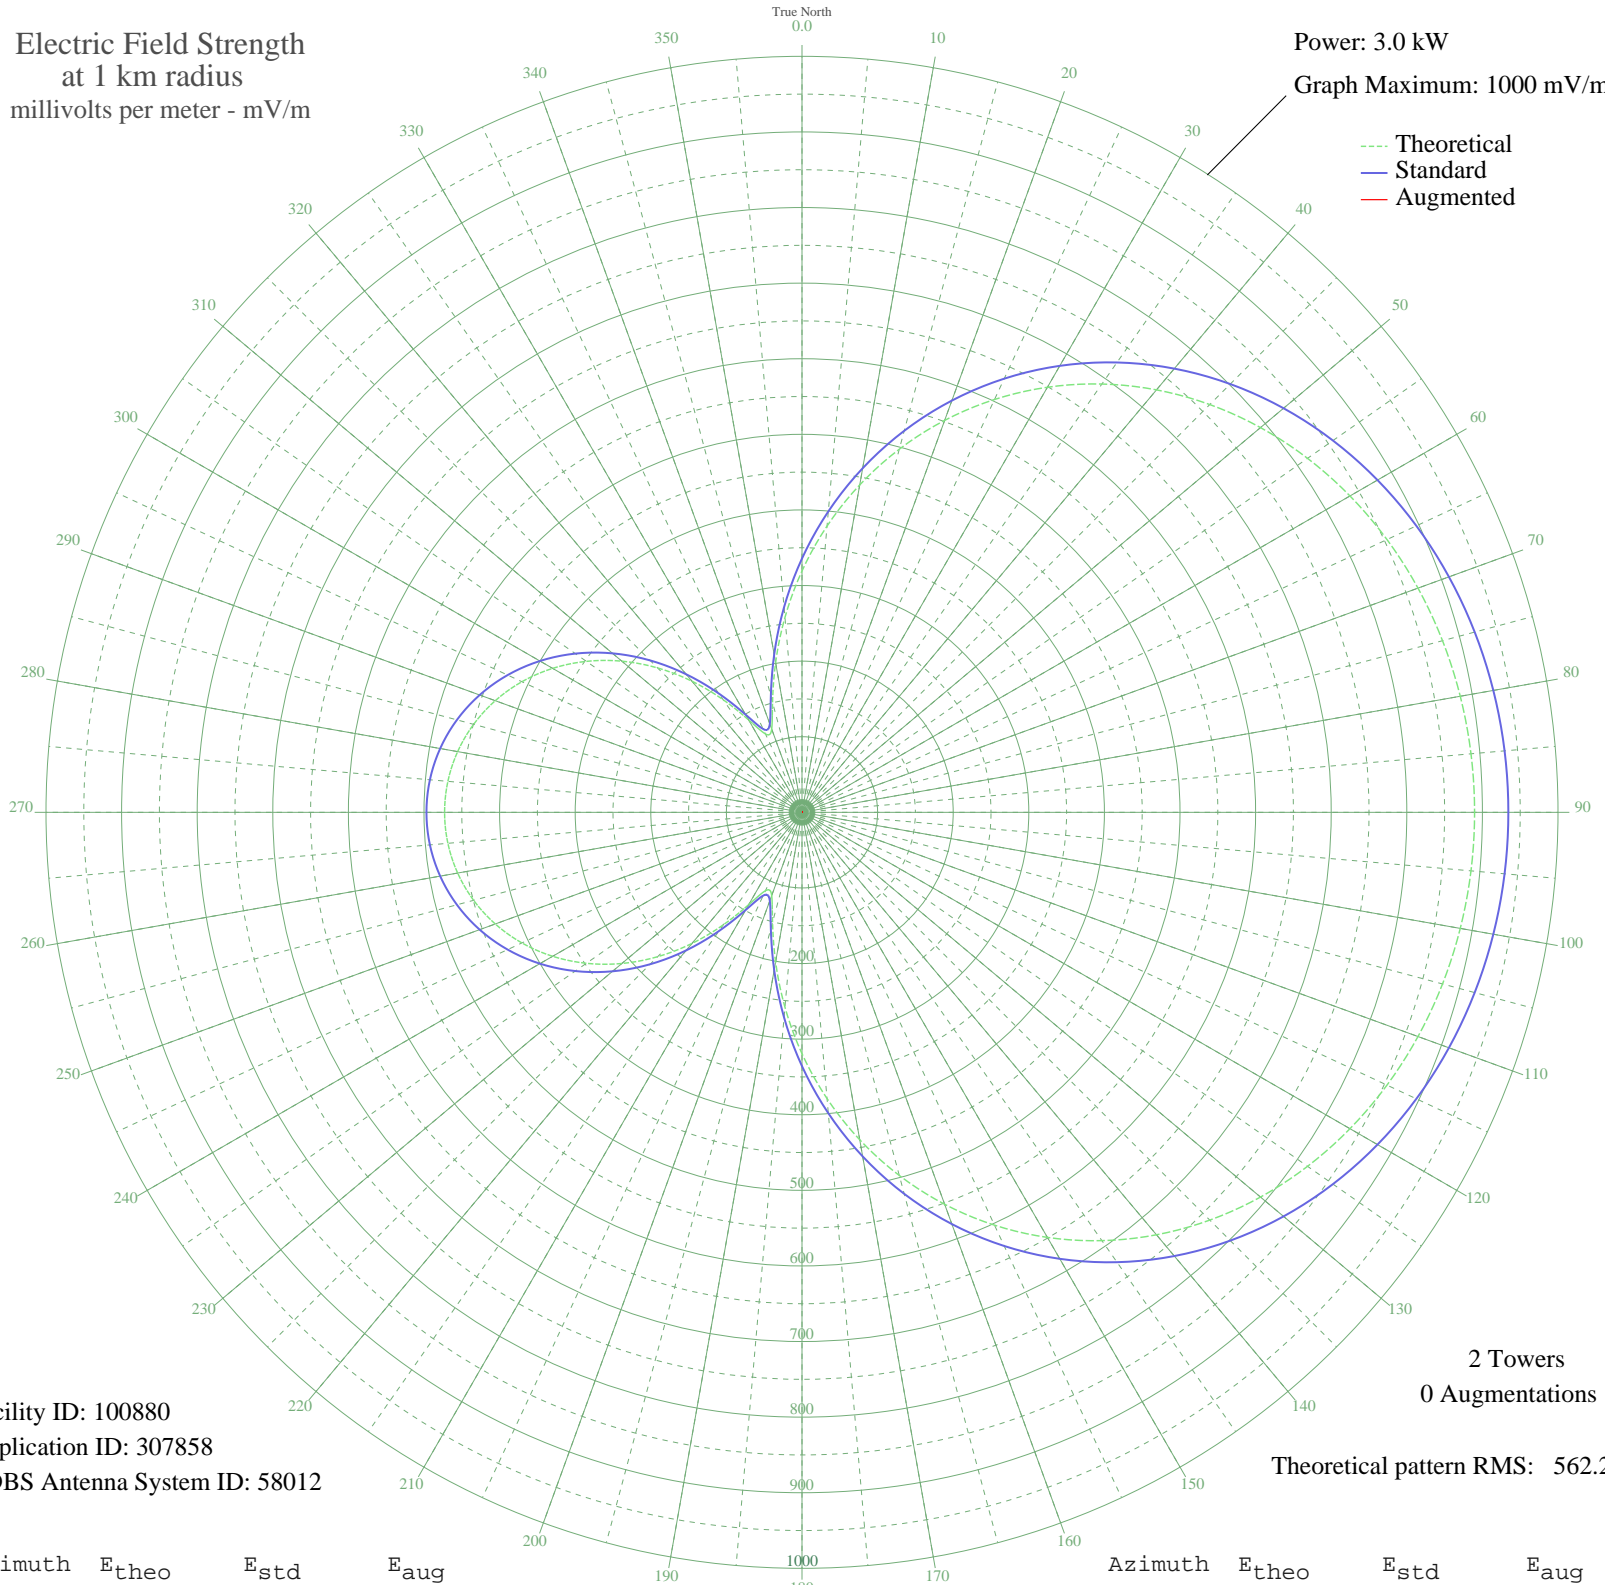 True North
0.0
Electric Field Strength
at 1 km radius
millivolts per meter - mV/m
Power: 3.0 kW
Graph Maximum: 1000 mV/m
Theoretical
Standard
Augmented
10
20
30
40
50
60
70
80
90
100
110
120
130
140
150
160
170
190
200
210
220
230
240
250
260
270
280
290
300
310
320
330
340
350
200
300
400
500
600
700
800
900
1000
2 Towers
0 Augmentations
Theoretical pattern RMS: 562.2
cility ID: 100880
plication ID: 307858
DBS Antenna System ID: 58012
imuth Etheo Estd Eaug
Azimuth Etheo Estd Eaug